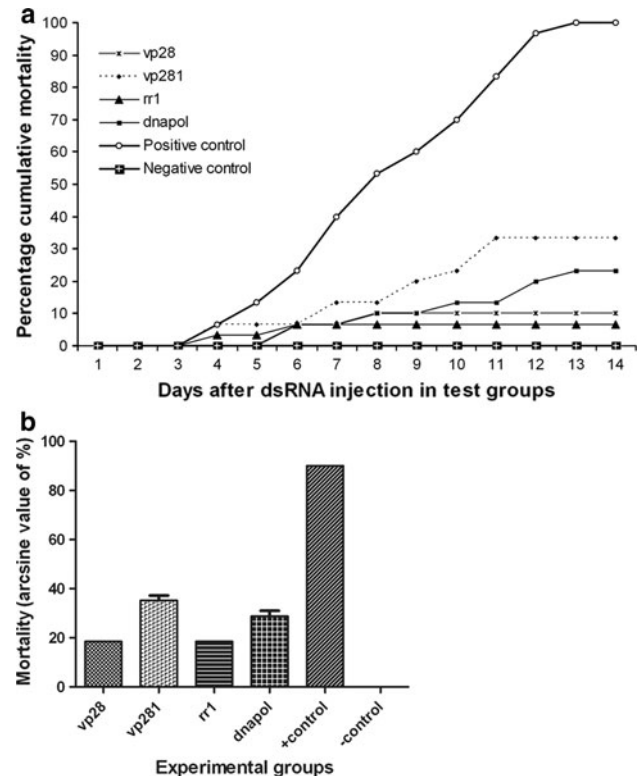 a
Percentage cumulative mortality
100
90
80
70
60
50
40
30
20
10
0
vp28
vp281
rr1
dnapol
Positive control
Negative control
1 2 3 4 5 6 7 8 9 10 11 12 13 14
Days after dsRNA injection in test groups
b
Mortality (arcsine value of %)
100
80
60
40
20
0
vp28
vp281
rr1
dnapol
+control
-control
Experimental groups